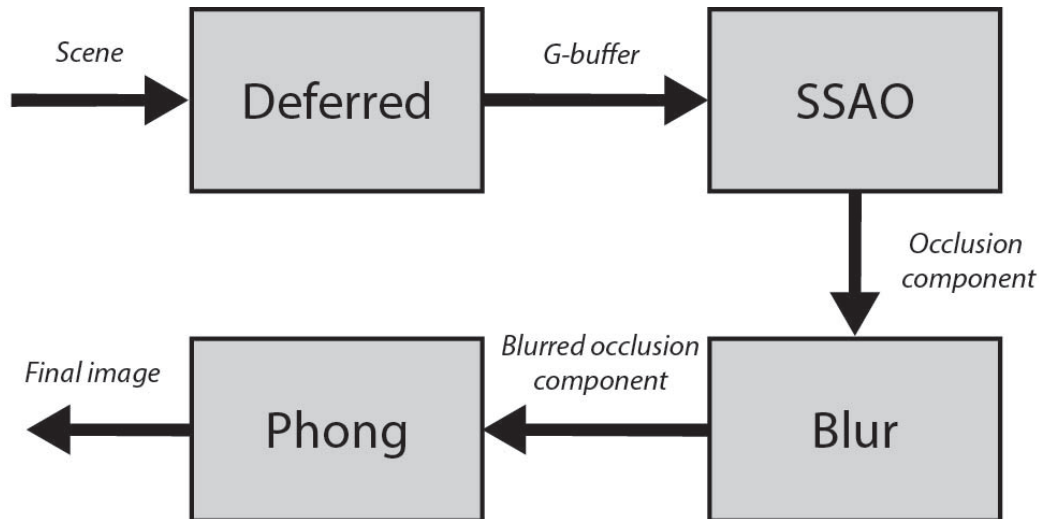 Scene
Deferred
G-buffer
SSAO
Occlusion
component
Blur
Blurred occlusion
component
Phong
Final image